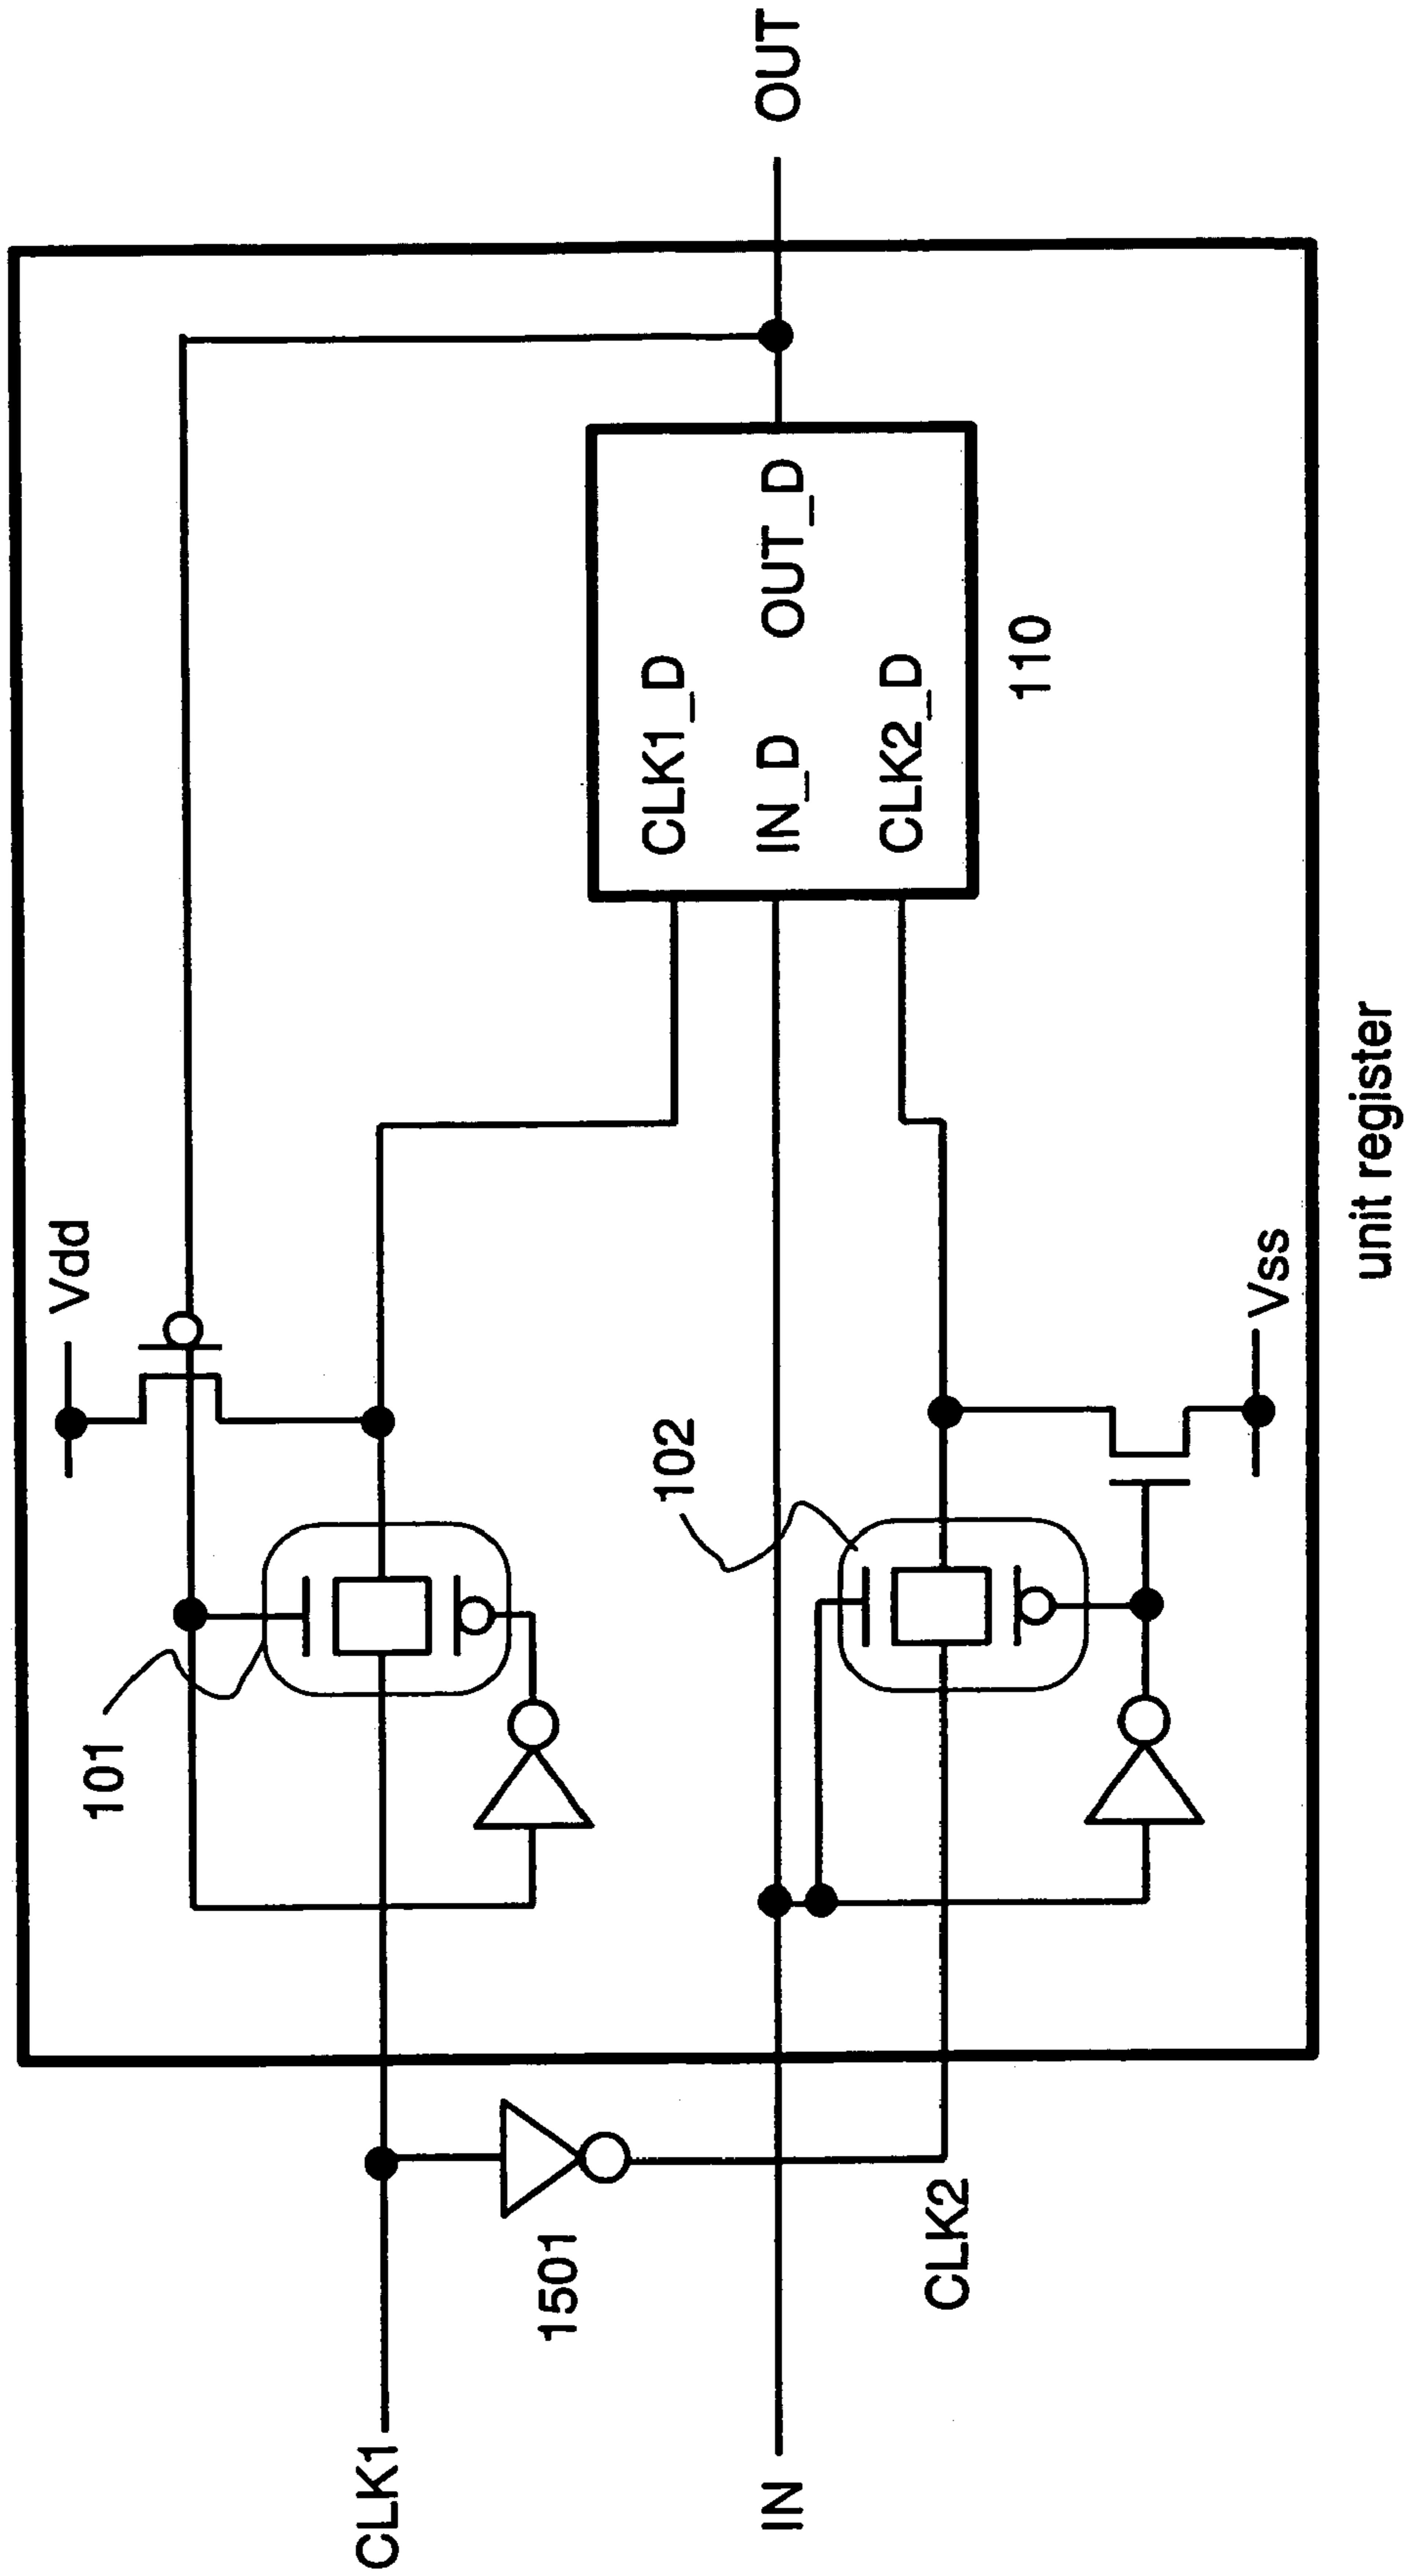 Vdd
101
CLK1
1501
102
CLK1_D
IN_D
OUT_D
CLK2_D
110
OUT
IN
CLK2
Vss
unit register